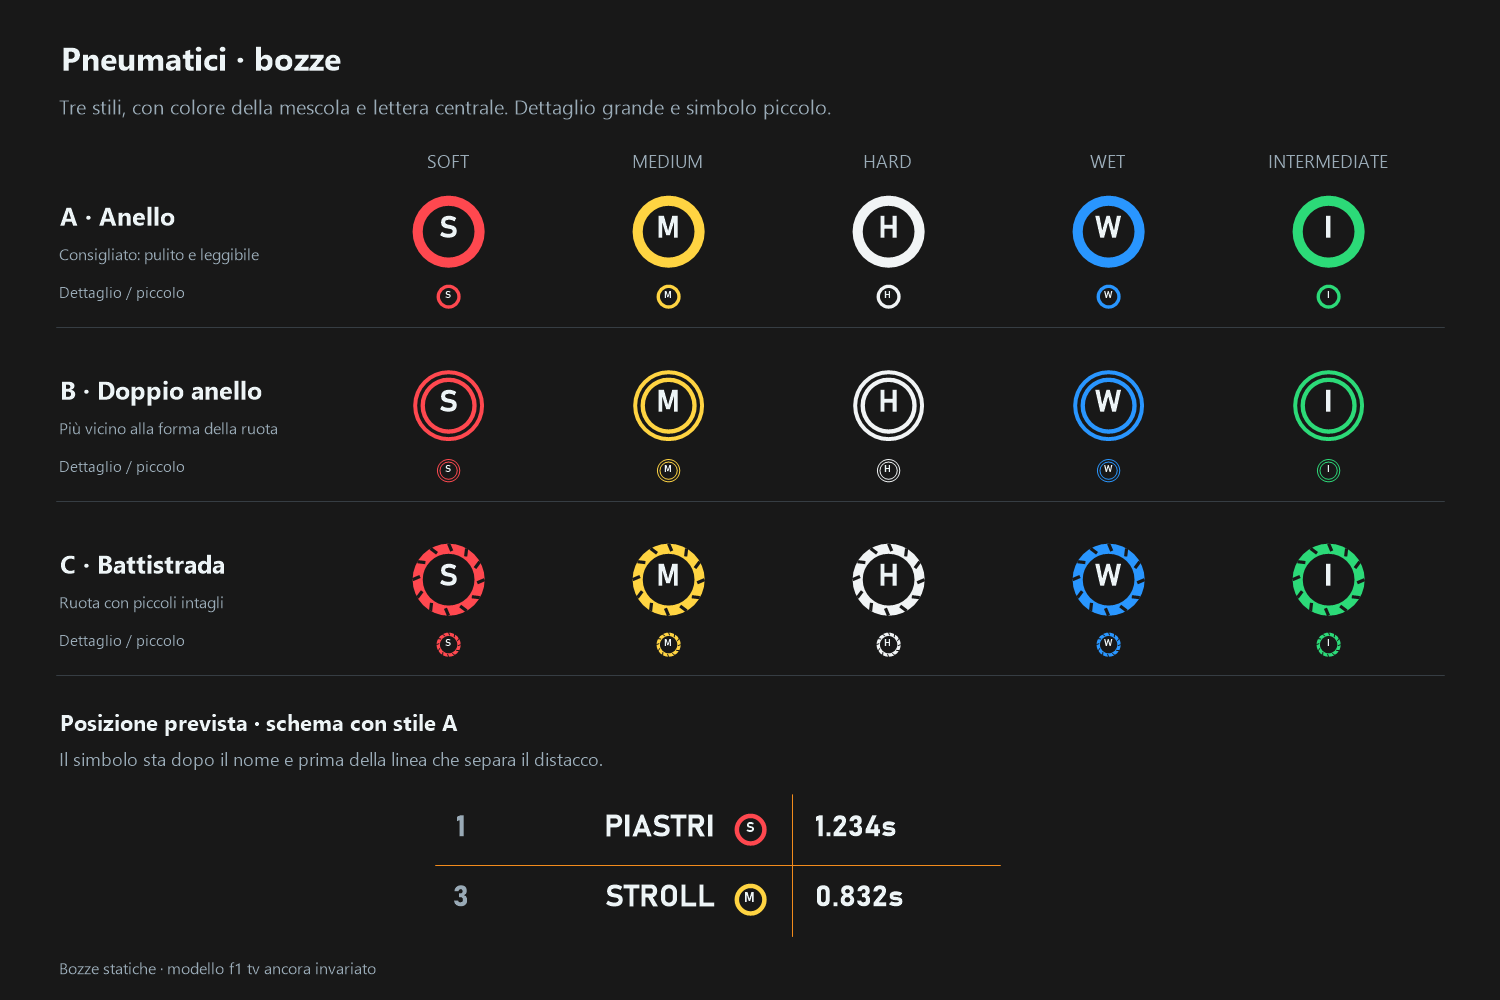 Pneumatici · bozze
Tre stili, con colore della mescola e lettera centrale. Dettaglio grande e simbolo piccolo.
SOFT MEDIUM HARD WET INTERMEDIATE
A · Anello S M H W I
Consigliato: pulito e leggibile
Dettaglio / piccolo S M H W I
B · Doppio anello S M H W I
Più vicino alla forma della ruota
Dettaglio / piccolo S M H W I
C · Battistrada S M H W I
Ruota con piccoli intagli
Dettaglio / piccolo S M H W I
Posizione prevista · schema con stile A
Il simbolo sta dopo il nome e prima della linea che separa il distacco.
1 PIASTRI S 1.234s
3 STROLL M 0.832s
Bozze statiche · modello f1 tv ancora invariato